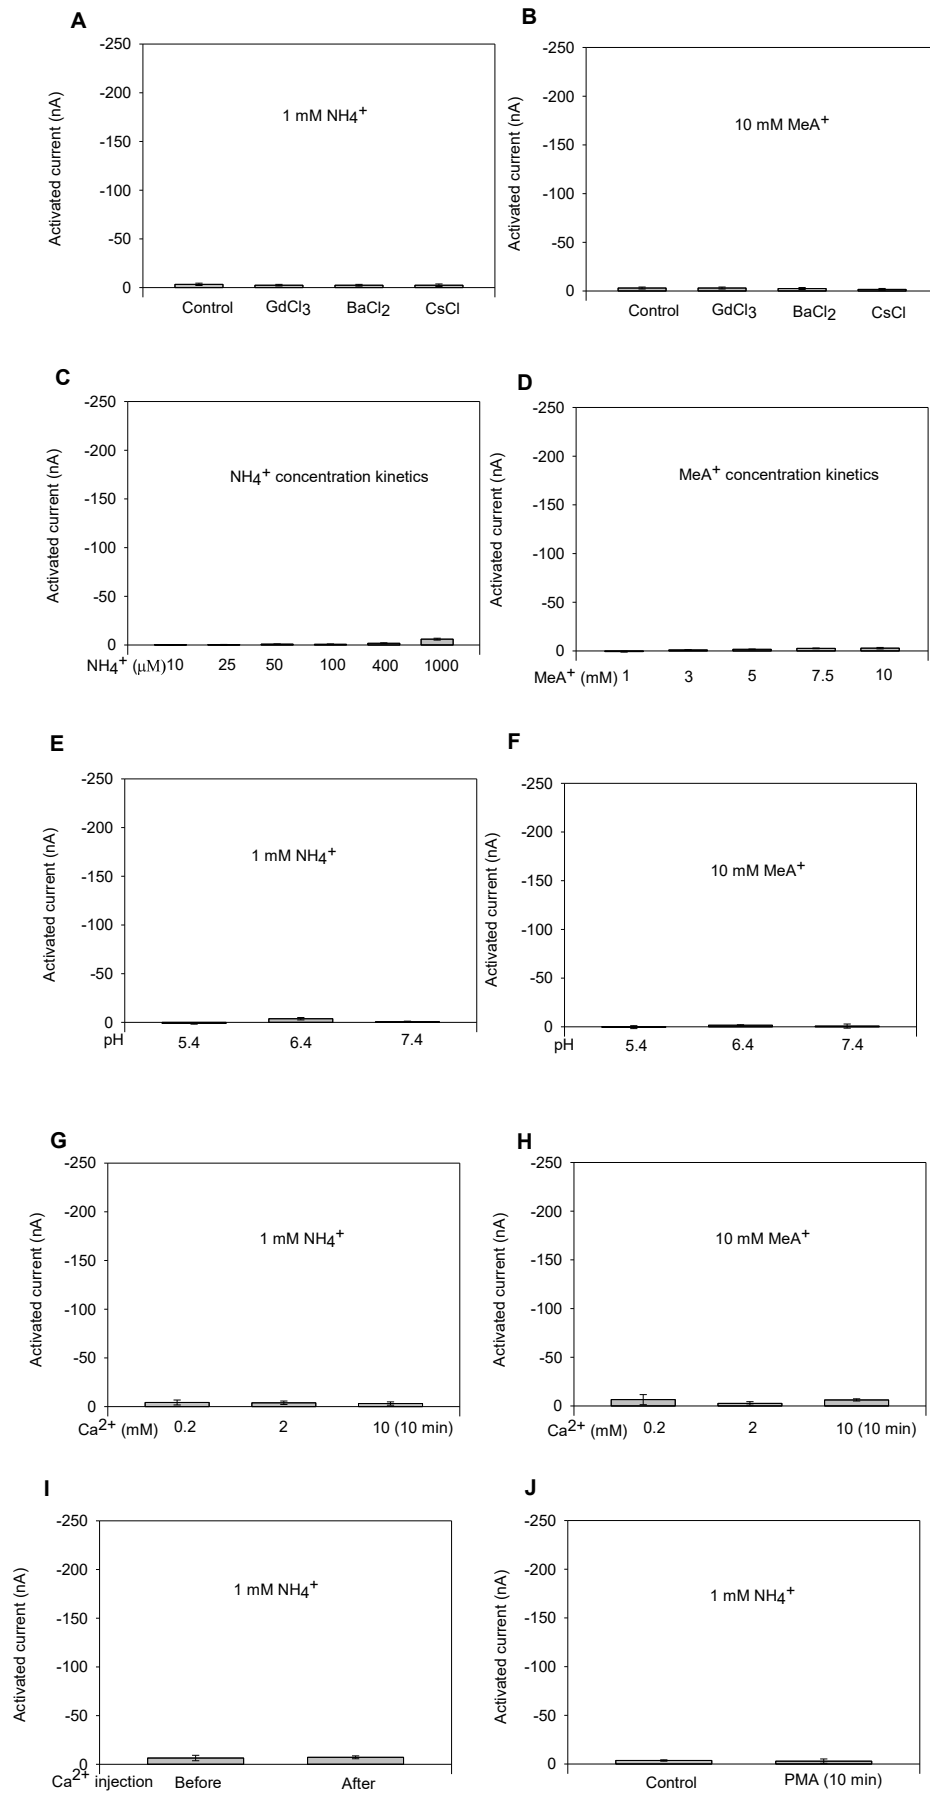 A
-250
-200
-150
-100
-50
0
Activated current (nA)
1 mM NH4+
Control GdCl3 BaCl2 CsCl
B
-250
-200
-150
-100
-50
0
Activated current (nA)
10 mM MeA+
Control GdCl3 BaCl2 CsCl
C
-250
-200
-150
-100
-50
0
Activated current (nA)
NH4+ concentration kinetics
NH4+ (μM) 10 25 50 100 400 1000
D
-250
-200
-150
-100
-50
0
Activated current (nA)
MeA+ concentration kinetics
MeA+ (mM) 1 3 5 7.5 10
E
-250
-200
-150
-100
-50
0
Activated current (nA)
1 mM NH4+
pH 5.4 6.4 7.4
F
-250
-200
-150
-100
-50
0
Activated current (nA)
10 mM MeA+
pH 5.4 6.4 7.4
G
-250
-200
-150
-100
-50
0
Activated current (nA)
1 mM NH4+
Ca2+ (mM) 0.2 2 10 (10 min)
H
-250
-200
-150
-100
-50
0
Activated current (nA)
10 mM MeA+
Ca2+ (mM) 0.2 2 10 (10 min)
I
-250
-200
-150
-100
-50
0
Activated current (nA)
1 mM NH4+
Ca2+ injection Before After
J
-250
-200
-150
-100
-50
0
Activated current (nA)
1 mM NH4+
Control PMA (10 min)